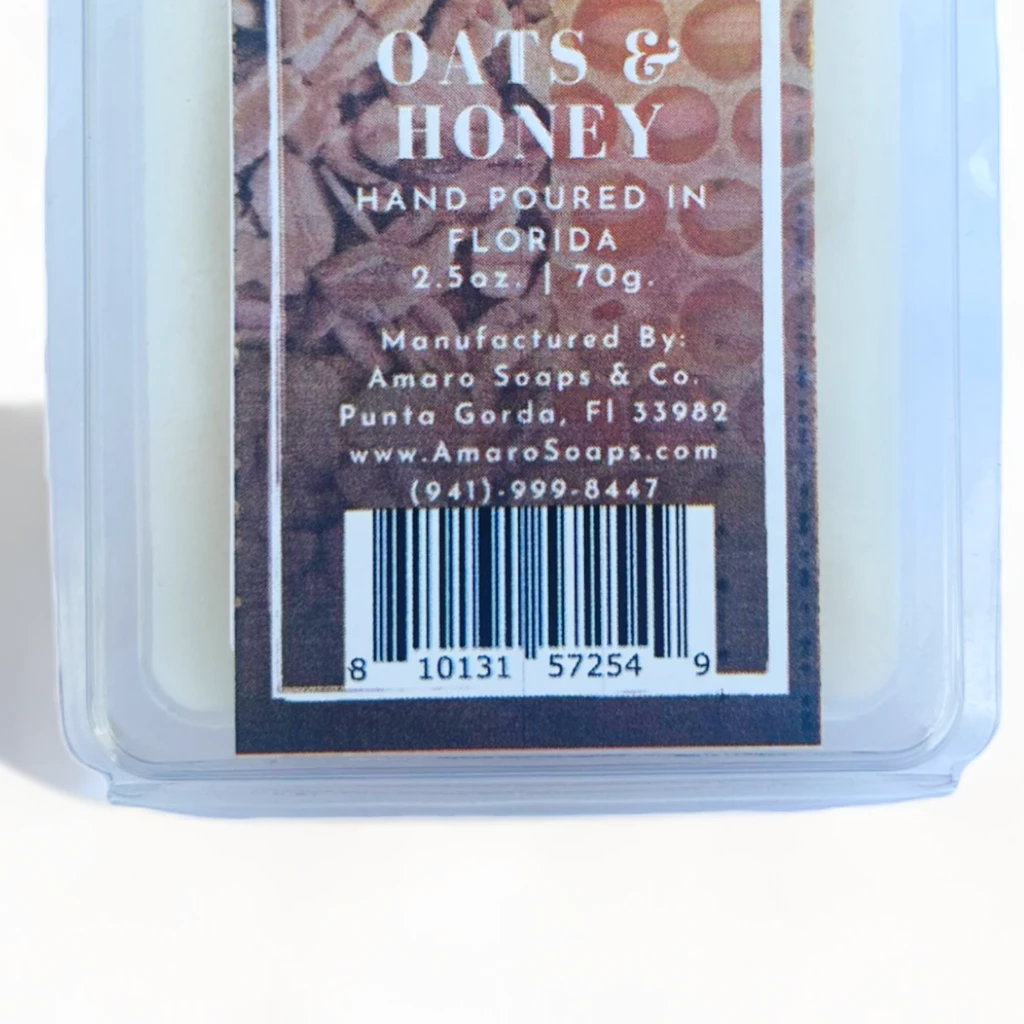 OATS &
HONEY
HAND POURED IN
FLORIDA
2.5oz. | 70g.
Manufactured By:
Amaro Soaps & Co.
Punta Gorda, Fl 33982
www.AmaroSoaps.com
(941)-999-8447
8 10131 57254 9